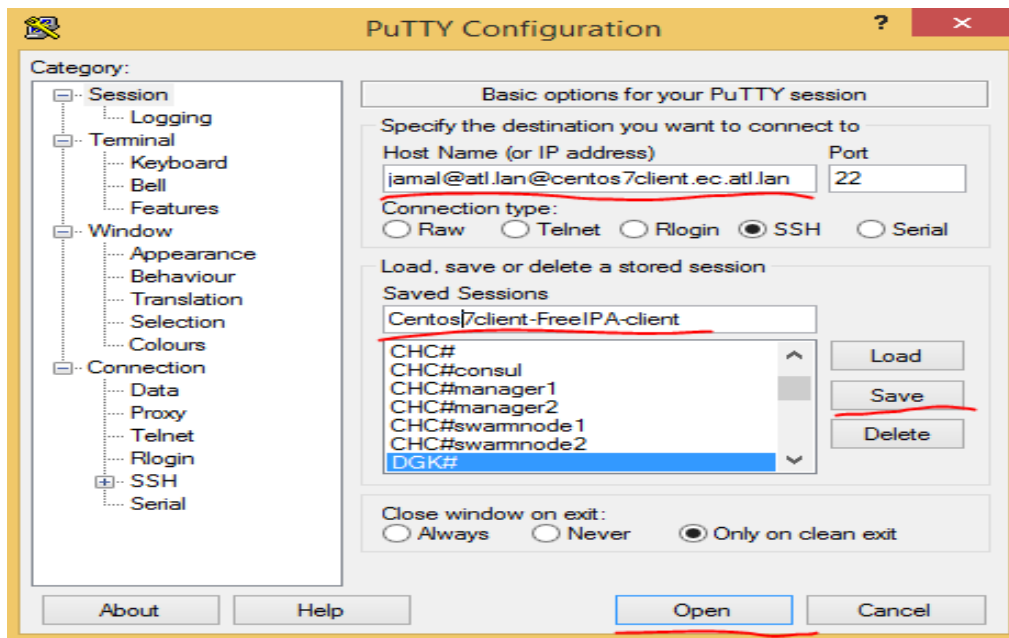 PuTTY Configuration
?
Category:
Session
Logging
Terminal
Keyboard
Bell
Features
Window
Appearance
Behaviour
Translation
Selection
Colours
Connection
Data
Proxy
Telnet
Rlogin
SSH
Serial
Basic options for your PuTTY session
Specify the destination you want to connect to
Host Name (or IP address) Port
jamal@atl.lan@centos7client.ec.atl.lan 22
Connection type:
Raw Telnet Rlogin SSH Serial
Load, save or delete a stored session
Saved Sessions
Centos7client-FreeIPA-client
CHC#
CHC#consul
CHC#manager1
CHC#manager2
CHC#swarmnode1
CHC#swarmnode2
DGK#
Load
Save
Delete
Close window on exit:
Always Never Only on clean exit
About Help Open Cancel